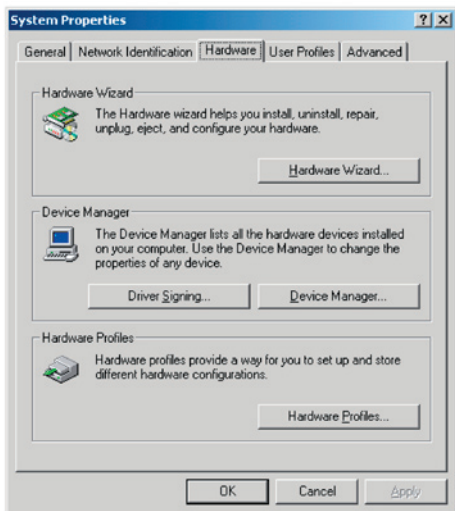 System Properties
General
Network Identification
Hardware
User Profiles
Advanced
Hardware Wizard
The Hardware wizard helps you install, uninstall, repair,
unplug, eject, and configure your hardware.
Hardware Wizard...
Device Manager
The Device Manager lists all the hardware devices installed
on your computer. Use the Device Manager to change the
properties of any device.
Driver Signing...
Device Manager...
Hardware Profiles
Hardware profiles provide a way for you to set up and store
different hardware configurations.
Hardware Profiles...
OK
Cancel
Apply